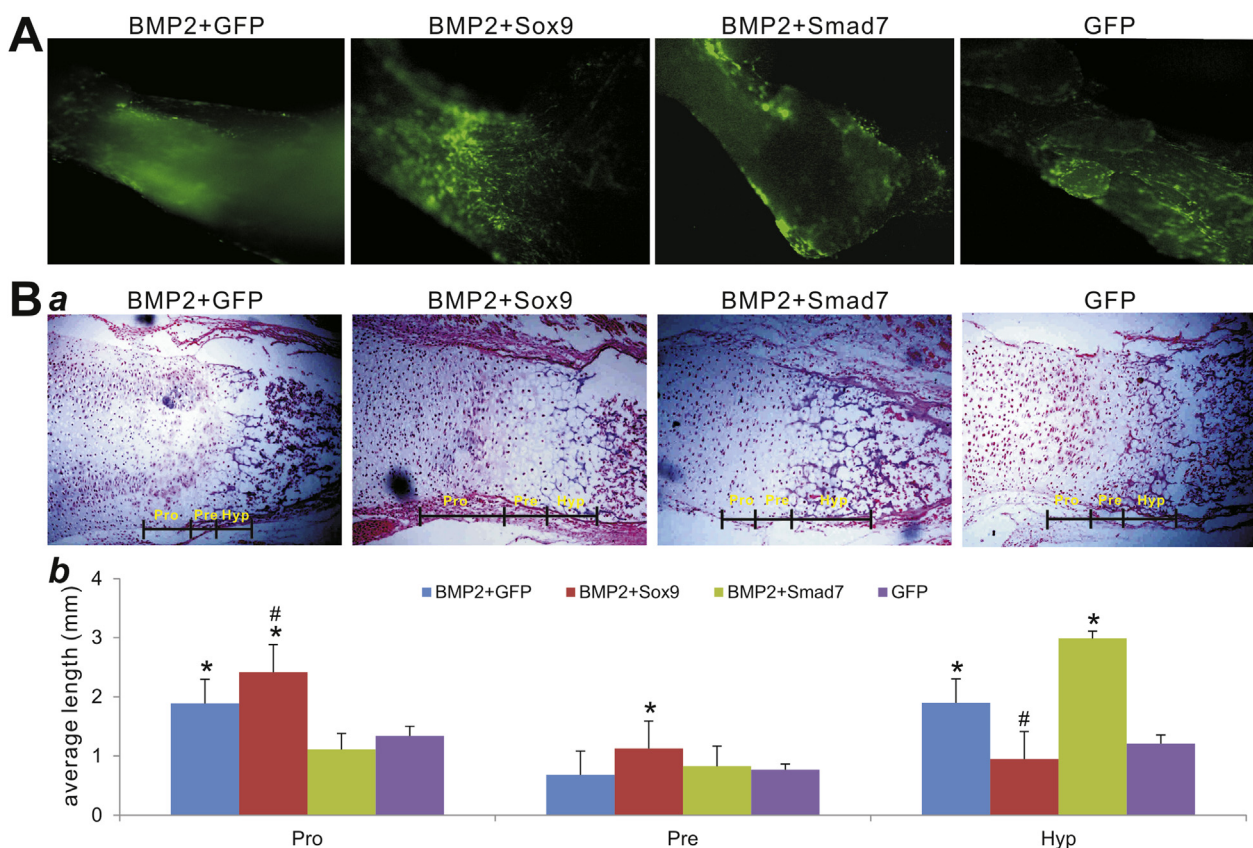 A
BMP2+GFP BMP2+Sox9 BMP2+Smad7 GFP
B a
BMP2+GFP BMP2+Sox9 BMP2+Smad7 GFP
Pro Pre Hyp Pro Pre Hyp Pro Pre Hyp Pro Pre Hyp
b
BMP2+GFP BMP2+Sox9 BMP2+Smad7 GFP
average length (mm)
4
3
2
1
0
* # * * * # *
Pro Pre Hyp